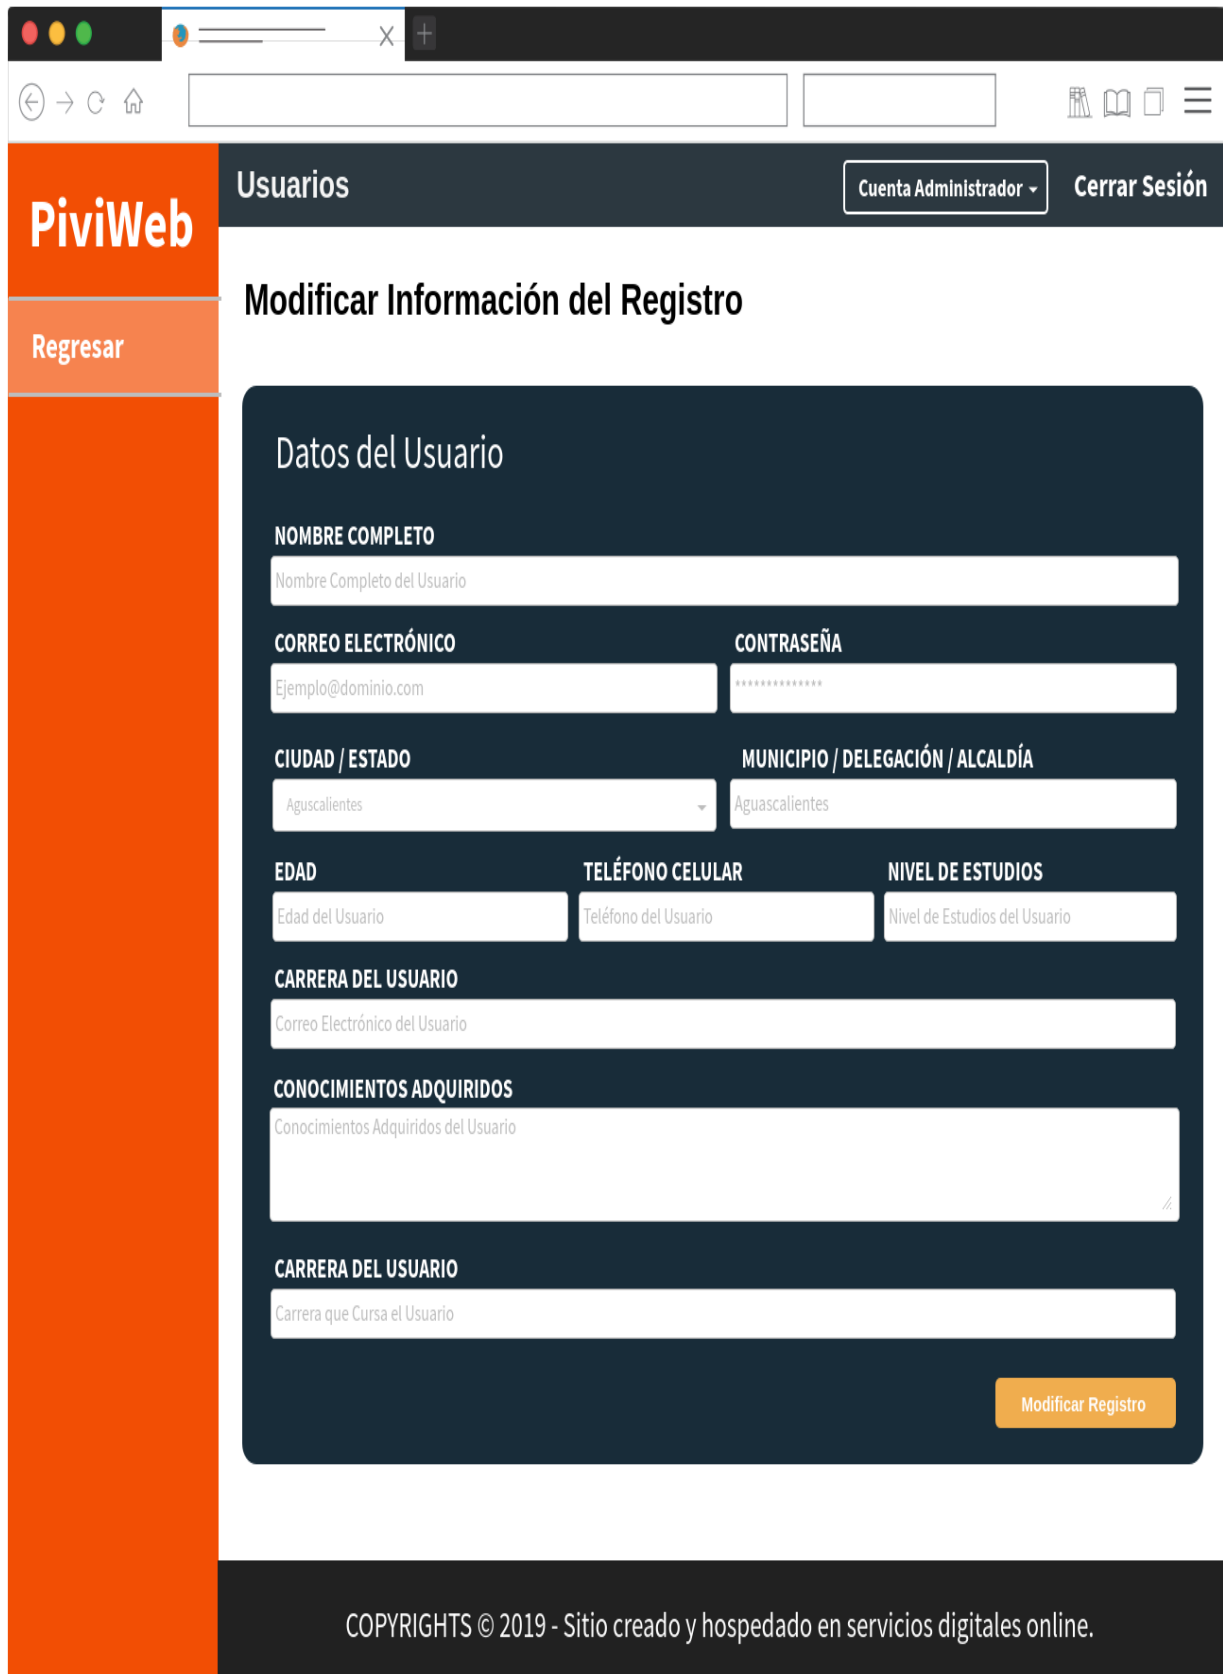 Usuarios
Cuenta Administrador
Cerrar Sesión
PiviWeb
Regresar
Modificar Información del Registro
Datos del Usuario
NOMBRE COMPLETO
Nombre Completo del Usuario
CORREO ELECTRÓNICO
CONTRASEÑA
Ejemplo@dominio.com
**************
CIUDAD / ESTADO
MUNICIPIO / DELEGACIÓN / ALCALDÍA
Aguscalientes
Aguascalientes
EDAD
TELÉFONO CELULAR
NIVEL DE ESTUDIOS
Edad del Usuario
Teléfono del Usuario
Nivel de Estudios del Usuario
CARRERA DEL USUARIO
Correo Electrónico del Usuario
CONOCIMIENTOS ADQUIRIDOS
Conocimientos Adquiridos del Usuario
CARRERA DEL USUARIO
Carrera que Cursa el Usuario
Modificar Registro
COPYRIGHTS © 2019 - Sitio creado y hospedado en servicios digitales online.